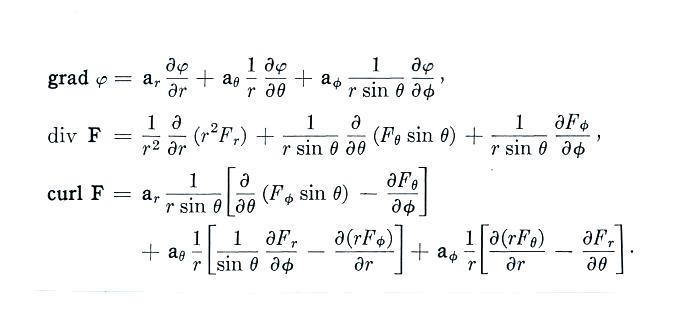 grad φ = a_r ∂φ/∂r + a_θ 1/r ∂φ/∂θ + a_ϕ 1/(r sin θ) ∂φ/∂ϕ ,
div F = 1/r² ∂/∂r (r²F_r) + 1/(r sin θ) ∂/∂θ (F_θ sin θ) + 1/(r sin θ) ∂F_ϕ/∂ϕ ,
curl F = a_r 1/(r sin θ) [∂/∂θ (F_ϕ sin θ) − ∂F_θ/∂ϕ]
+ a_θ 1/r [1/sin θ ∂F_r/∂ϕ − ∂(rF_ϕ)/∂r] + a_ϕ 1/r [∂(rF_θ)/∂r − ∂F_r/∂θ].